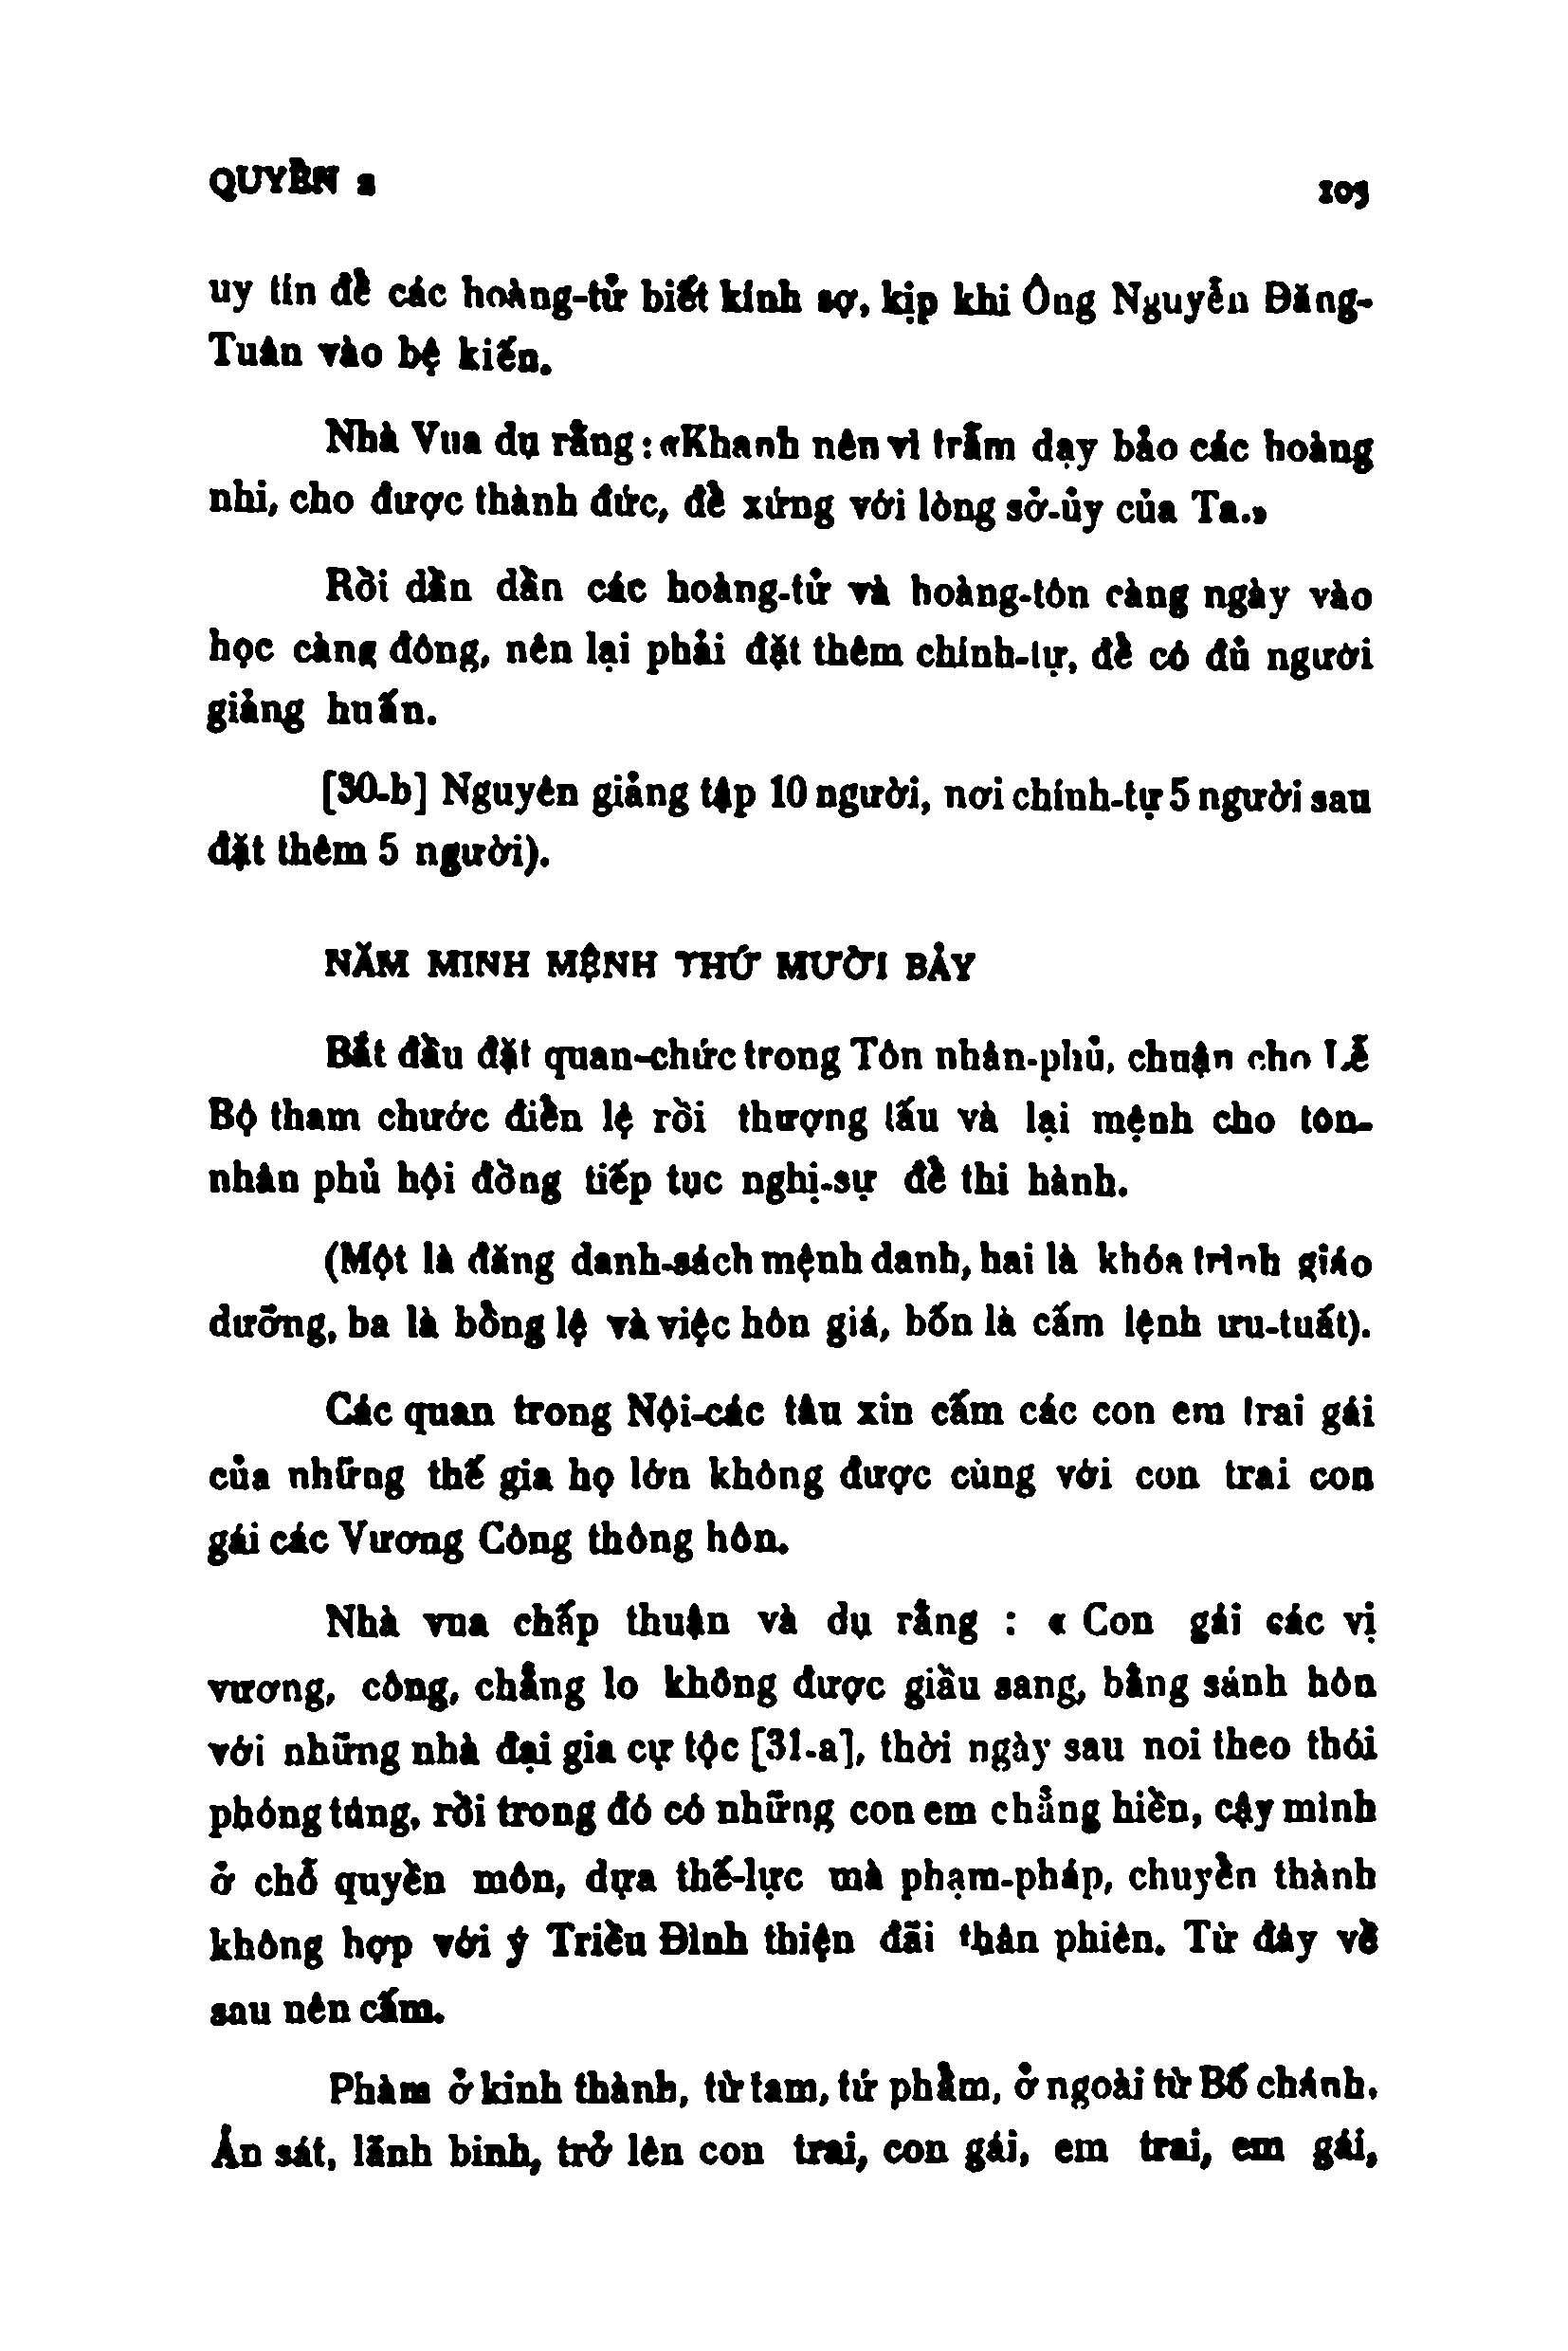 QUYỀN 2
105
uy tín để các hoàng-tử biết kính sợ, kịp khi Ông Nguyễn Đăng-
Tuân vào bệ kiến.
Nhà Vua dụ rằng : «Khanh nên vì trẫm dạy bảo các hoàng
nhi, cho được thành đức, để xứng với lòng sở-ủy của Ta.»
Rồi dần dần các hoàng-tử và hoàng-tôn càng ngày vào
học càng đông, nên lại phải đặt thêm chính-tự, để có đủ người
giảng huấn.
[30-b] Nguyên giảng tập 10 người, nơi chính-tự 5 người sau
đặt thêm 5 người).
NĂM MINH MỆNH THỨ MƯỜI BẢY
Bắt đầu đặt quan-chức trong Tôn nhân-phủ, chuẩn cho Lễ
Bộ tham chước điển lệ rồi thượng tấu và lại mệnh cho tôn-
nhân phủ hội đồng tiếp tục nghị-sự để thi hành.
(Một là đăng danh-sách mệnh danh, hai là khóa trình giáo
dưỡng, ba là bổng lệ và việc hôn giá, bốn là cấm lệnh ưu-tuất).
Các quan trong Nội-các tâu xin cấm các con em trai gái
của những thế gia họ lớn không được cùng với con trai con
gái các Vương Công thông hôn.
Nhà vua chấp thuận và dụ rằng : « Con gái các vị
vương, công, chẳng lo không được giầu sang, bằng sánh hôn
với những nhà đại gia cự tộc [31-a], thời ngày sau noi theo thói
phóng túng, rồi trong đó có những con em chẳng hiền, cậy mình
ở chỗ quyền môn, dựa thế-lực mà phạm-pháp, chuyển thành
không hợp với ý Triều Đình thiện đãi thân phiên. Từ đây về
sau nên cấm.
Phàm ở kinh thành, từ tam, tứ phẩm, ở ngoài từ Bố chánh,
Án sát, lãnh binh, trở lên con trai, con gái, em trai, em gái,